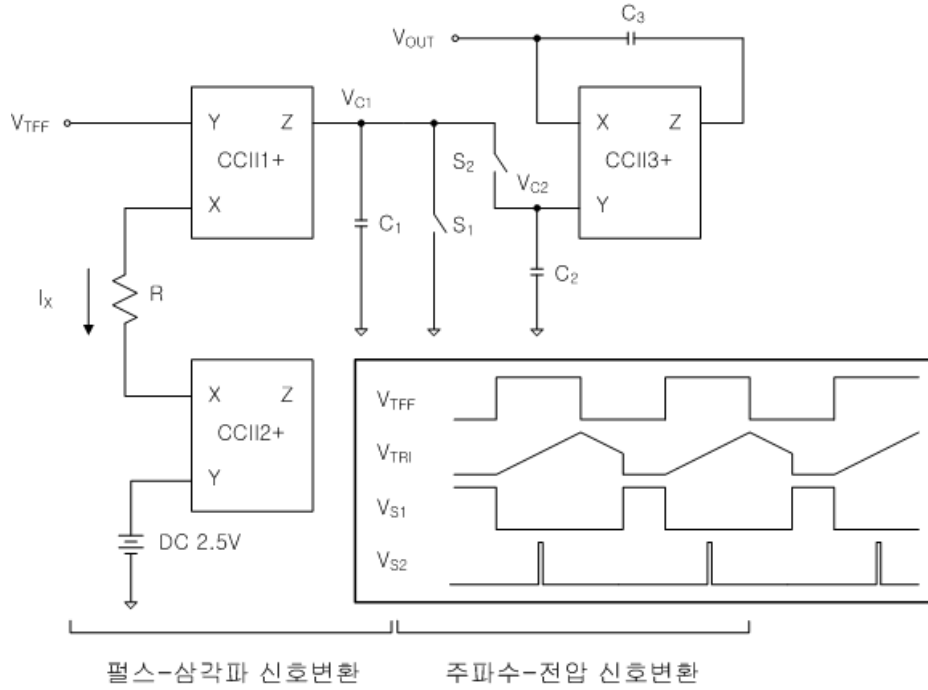 C3
VOUT
VTFF
Y Z
CCII1+
X
VC1
S2
VC2
X Z
CCII3+
Y
C1
S1
C2
IX
R
X Z
CCII2+
Y
DC 2.5V
VTFF
VTRI
VS1
VS2
펄스-삼각파 신호변환
주파수-전압 신호변환